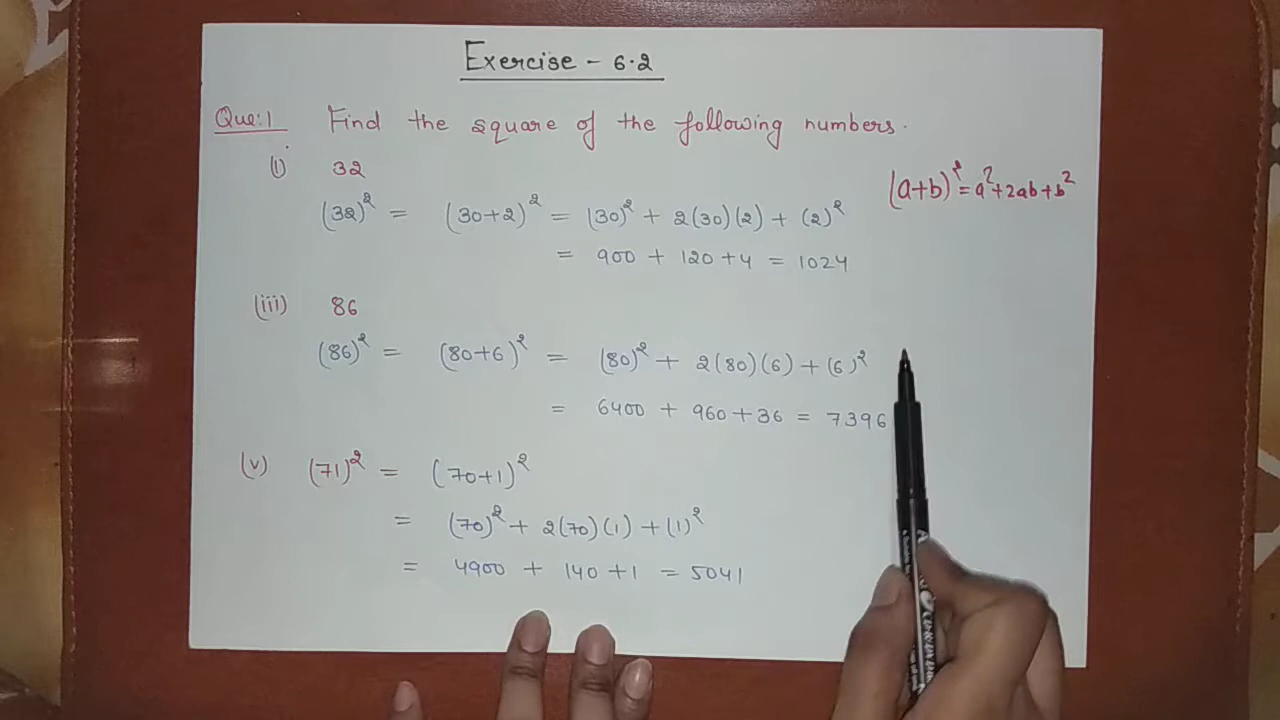 Exercise - 6.2
Que:1 Find the square of the following numbers.
(i) 32
(a+b)² = a²+2ab+b²
(32)² = (30+2)² = (30)² + 2(30)(2) + (2)²
= 900 + 120 + 4 = 1024
(iii) 86
(86)² = (80+6)² = (80)² + 2(80)(6) + (6)²
= 6400 + 960 + 36 = 7396
(v) (71)² = (70+1)²
= (70)² + 2(70)(1) + (1)²
= 4900 + 140 + 1 = 5041